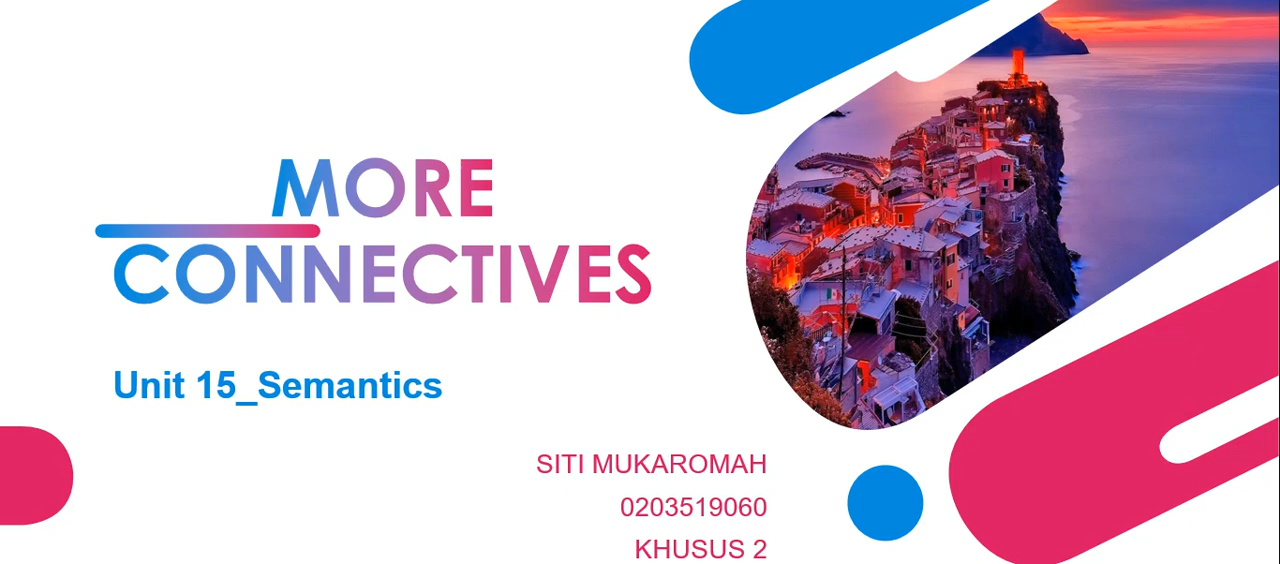 MORE
CONNECTIVES
Unit 15_Semantics
SITI MUKAROMAH
0203519060
KHUSUS 2